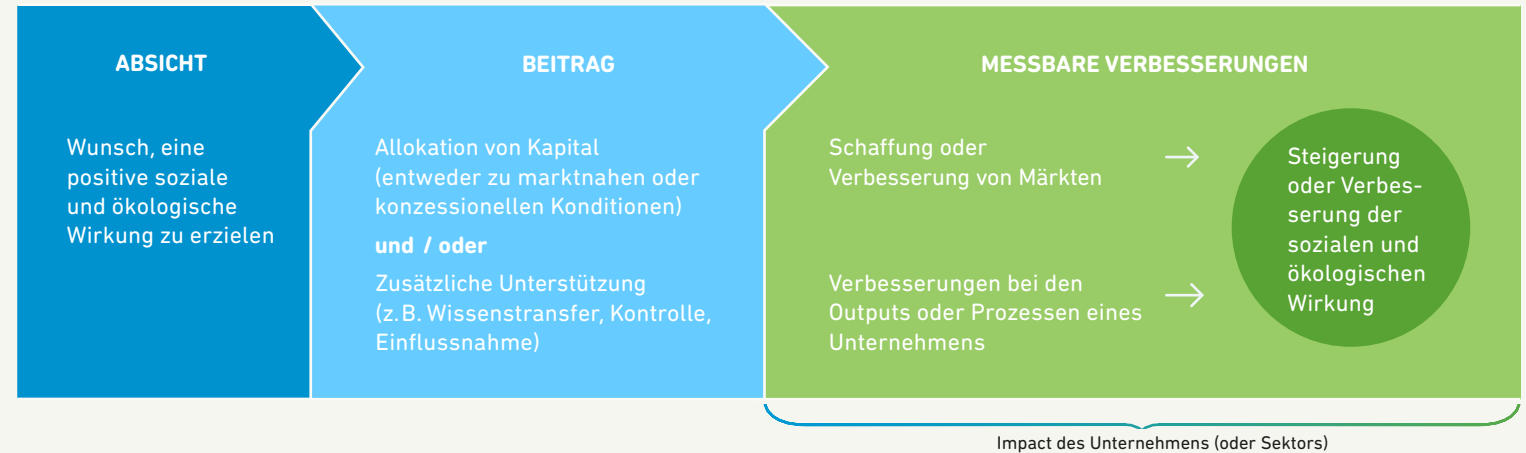 ABSICHT
Wunsch, eine
positive soziale
und ökologische
Wirkung zu erzielen
BEITRAG
Allokation von Kapital
(entweder zu marktnahen oder
konzessionellen Konditionen)
und / oder
Zusätzliche Unterstützung
(z.B. Wissenstransfer, Kontrolle,
Einflussnahme)
MESSBARE VERBESSERUNGEN
Schaffung oder
Verbesserung von Märkten
Verbesserungen bei den
Outputs oder Prozessen eines
Unternehmens
Steigerung
oder Verbes-
serung der
sozialen und
ökologischen
Wirkung
Impact des Unternehmens (oder Sektors)